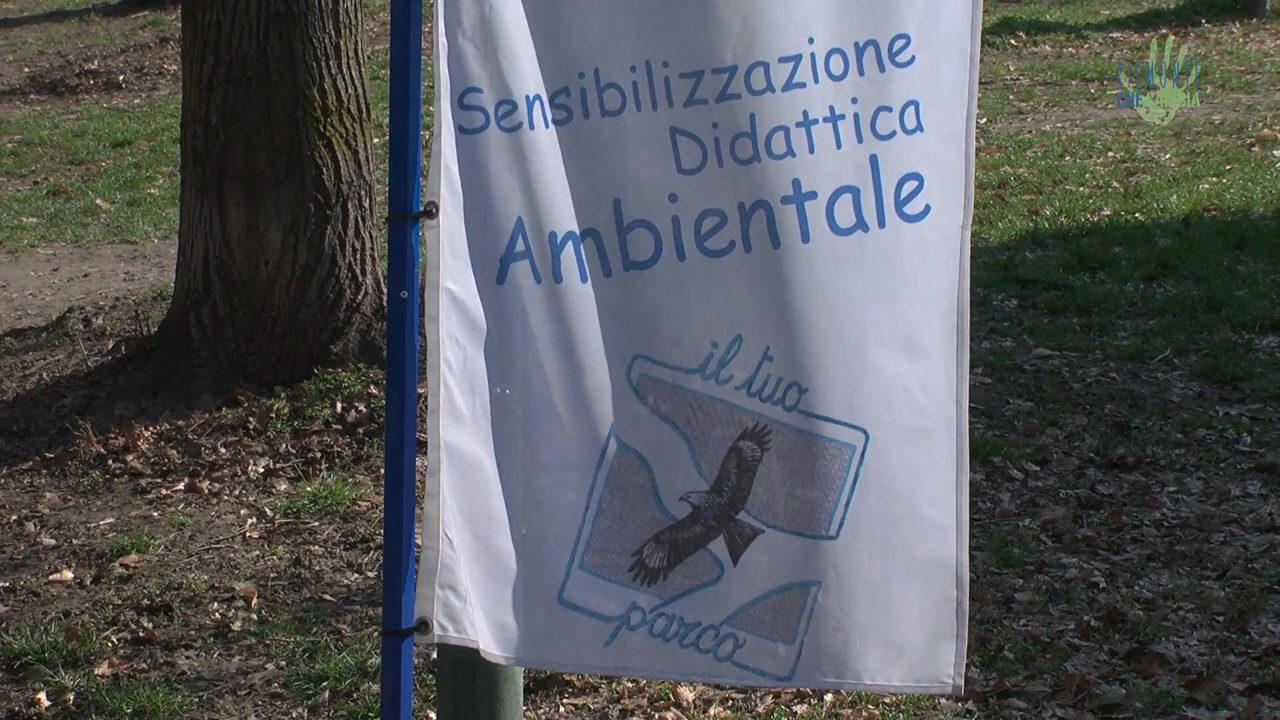 Sensibilizzazione
Didattica
Ambientale
il tuo
parco